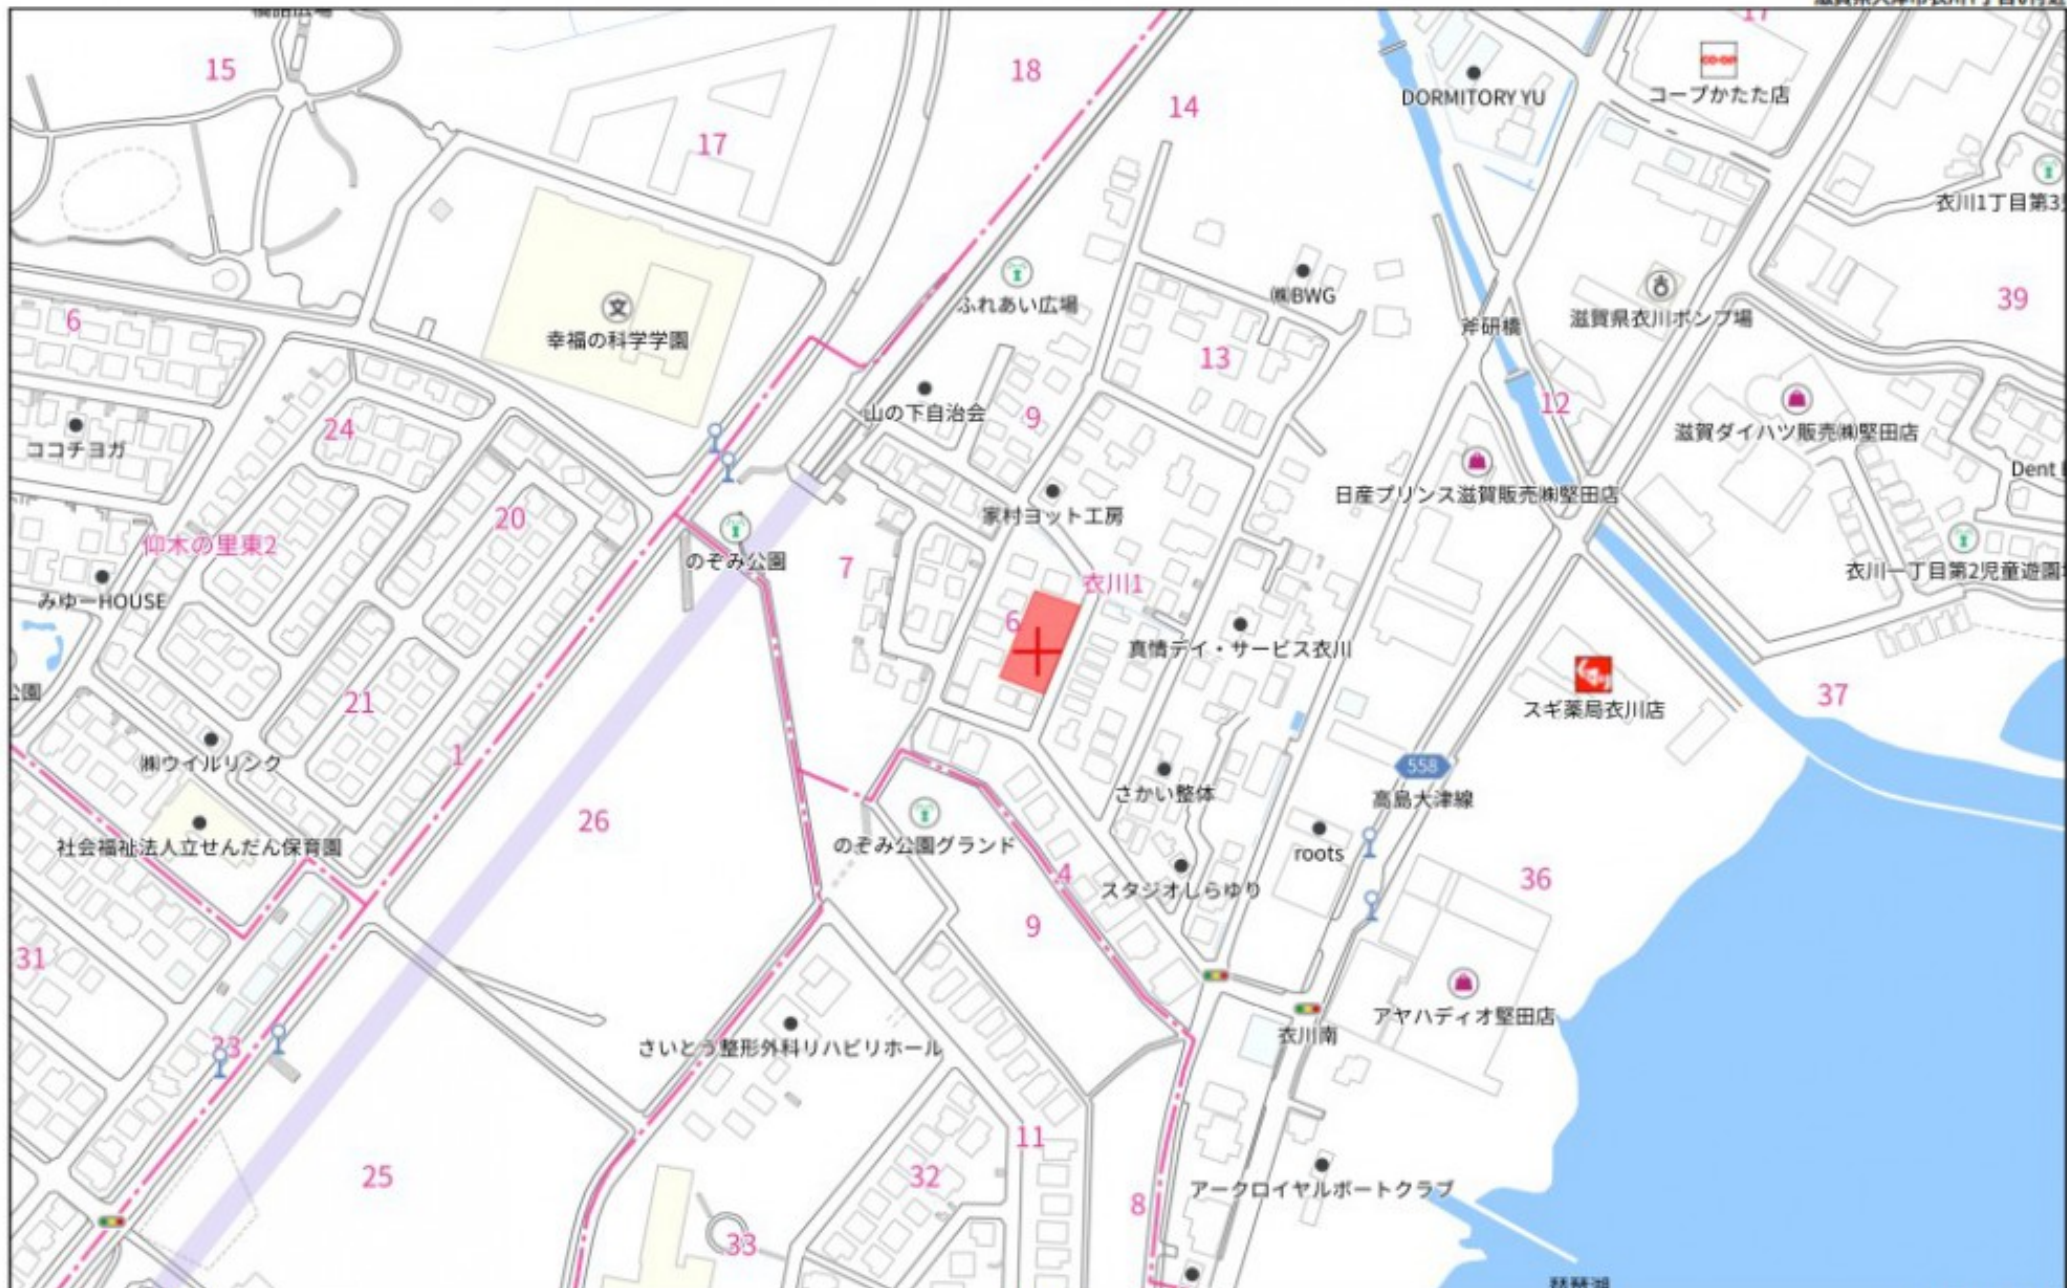 15
17
18
14
17
CO-OP
DORMITORY YU
コープかたた店
衣川1丁目第3
ふれあい広場
㈱BWG
斧研橋
滋賀県衣川ポンプ場
39
6
文
幸福の科学学園
13
山の下自治会
9
12
滋賀ダイハツ販売㈱堅田店
24
ココチヨガ
Dent
日産プリンス滋賀販売㈱堅田店
20
家村ヨット工房
仰木の里東2
のぞみ公園
7
衣川1
衣川一丁目第2児童遊園
みゆーHOUSE
6
真情デイ・サービス衣川
公園
21
くすり
スギ薬局衣川店
37
㈱ウイルリンク
1
558
高島大津線
さかい整体
26
社会福祉法人立せんだん保育園
のぞみ公園グランド
roots
4
スタジオしらゆり
36
9
31
アヤハディオ堅田店
衣川南
33
さいとう整形外科リハビリホール
11
25
32
アークロイヤルボートクラブ
8
33